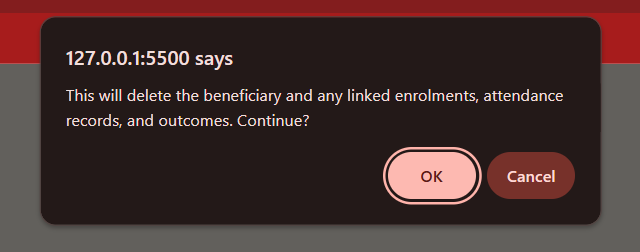 127.0.0.1:5500 says
This will delete the beneficiary and any linked enrolments, attendance
records, and outcomes. Continue?
OK
Cancel